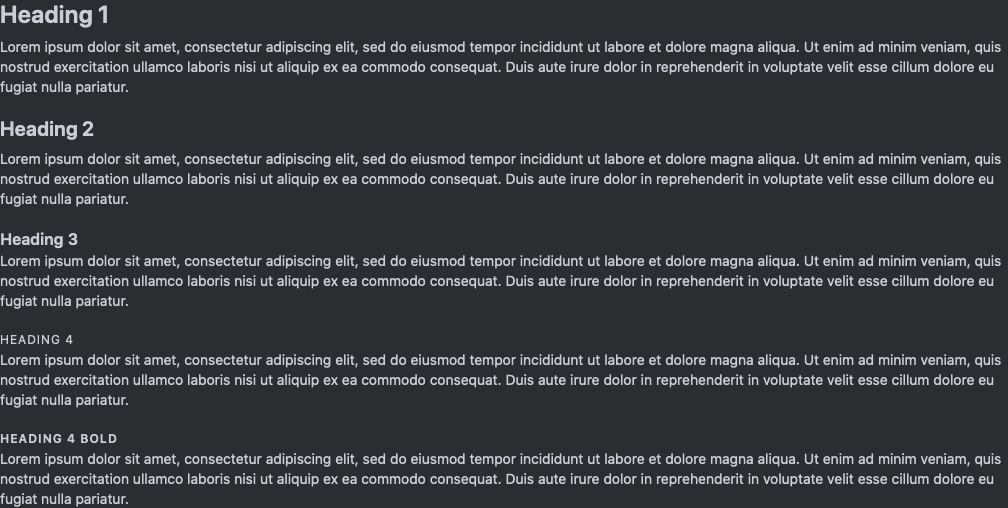 Heading 1
Lorem ipsum dolor sit amet, consectetur adipiscing elit, sed do eiusmod tempor incididunt ut labore et dolore magna aliqua. Ut enim ad minim veniam, quis
nostrud exercitation ullamco laboris nisi ut aliquip ex ea commodo consequat. Duis aute irure dolor in reprehenderit in voluptate velit esse cillum dolore eu
fugiat nulla pariatur.
Heading 2
Lorem ipsum dolor sit amet, consectetur adipiscing elit, sed do eiusmod tempor incididunt ut labore et dolore magna aliqua. Ut enim ad minim veniam, quis
nostrud exercitation ullamco laboris nisi ut aliquip ex ea commodo consequat. Duis aute irure dolor in reprehenderit in voluptate velit esse cillum dolore eu
fugiat nulla pariatur.
Heading 3
Lorem ipsum dolor sit amet, consectetur adipiscing elit, sed do eiusmod tempor incididunt ut labore et dolore magna aliqua. Ut enim ad minim veniam, quis
nostrud exercitation ullamco laboris nisi ut aliquip ex ea commodo consequat. Duis aute irure dolor in reprehenderit in voluptate velit esse cillum dolore eu
fugiat nulla pariatur.
HEADING 4
Lorem ipsum dolor sit amet, consectetur adipiscing elit, sed do eiusmod tempor incididunt ut labore et dolore magna aliqua. Ut enim ad minim veniam, quis
nostrud exercitation ullamco laboris nisi ut aliquip ex ea commodo consequat. Duis aute irure dolor in reprehenderit in voluptate velit esse cillum dolore eu
fugiat nulla pariatur.
HEADING 4 BOLD
Lorem ipsum dolor sit amet, consectetur adipiscing elit, sed do eiusmod tempor incididunt ut labore et dolore magna aliqua. Ut enim ad minim veniam, quis
nostrud exercitation ullamco laboris nisi ut aliquip ex ea commodo consequat. Duis aute irure dolor in reprehenderit in voluptate velit esse cillum dolore eu
fugiat nulla pariatur.